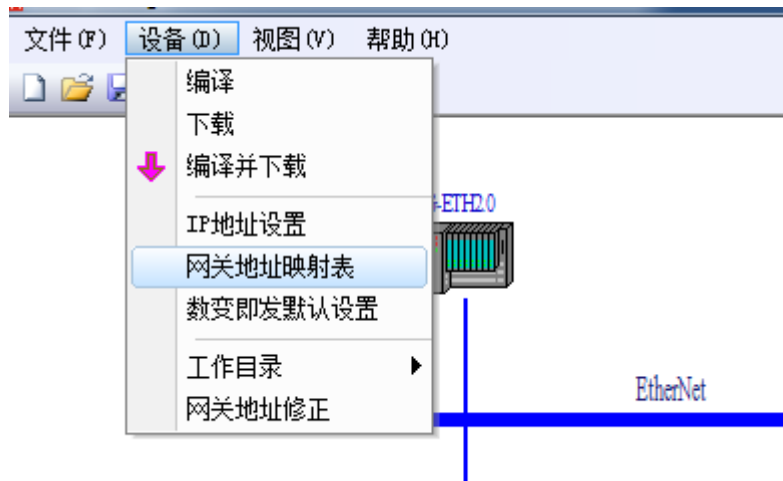 文件(F) 设备(D) 视图(V) 帮助(H)
编译
下载
编译并下载
IP地址设置
-ETH2.0
网关地址映射表
数变即发默认设置
工作目录
EtherNet
网关地址修正